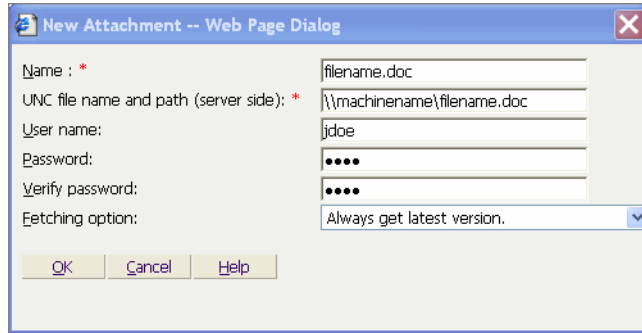 New Attachment -- Web Page Dialog
Name : * filename.doc
UNC file name and path (server side): * \\machinename\filename.doc
User name: jdoe
Password: ••••
Verify password: ••••
Fetching option: Always get latest version.
OK Cancel Help